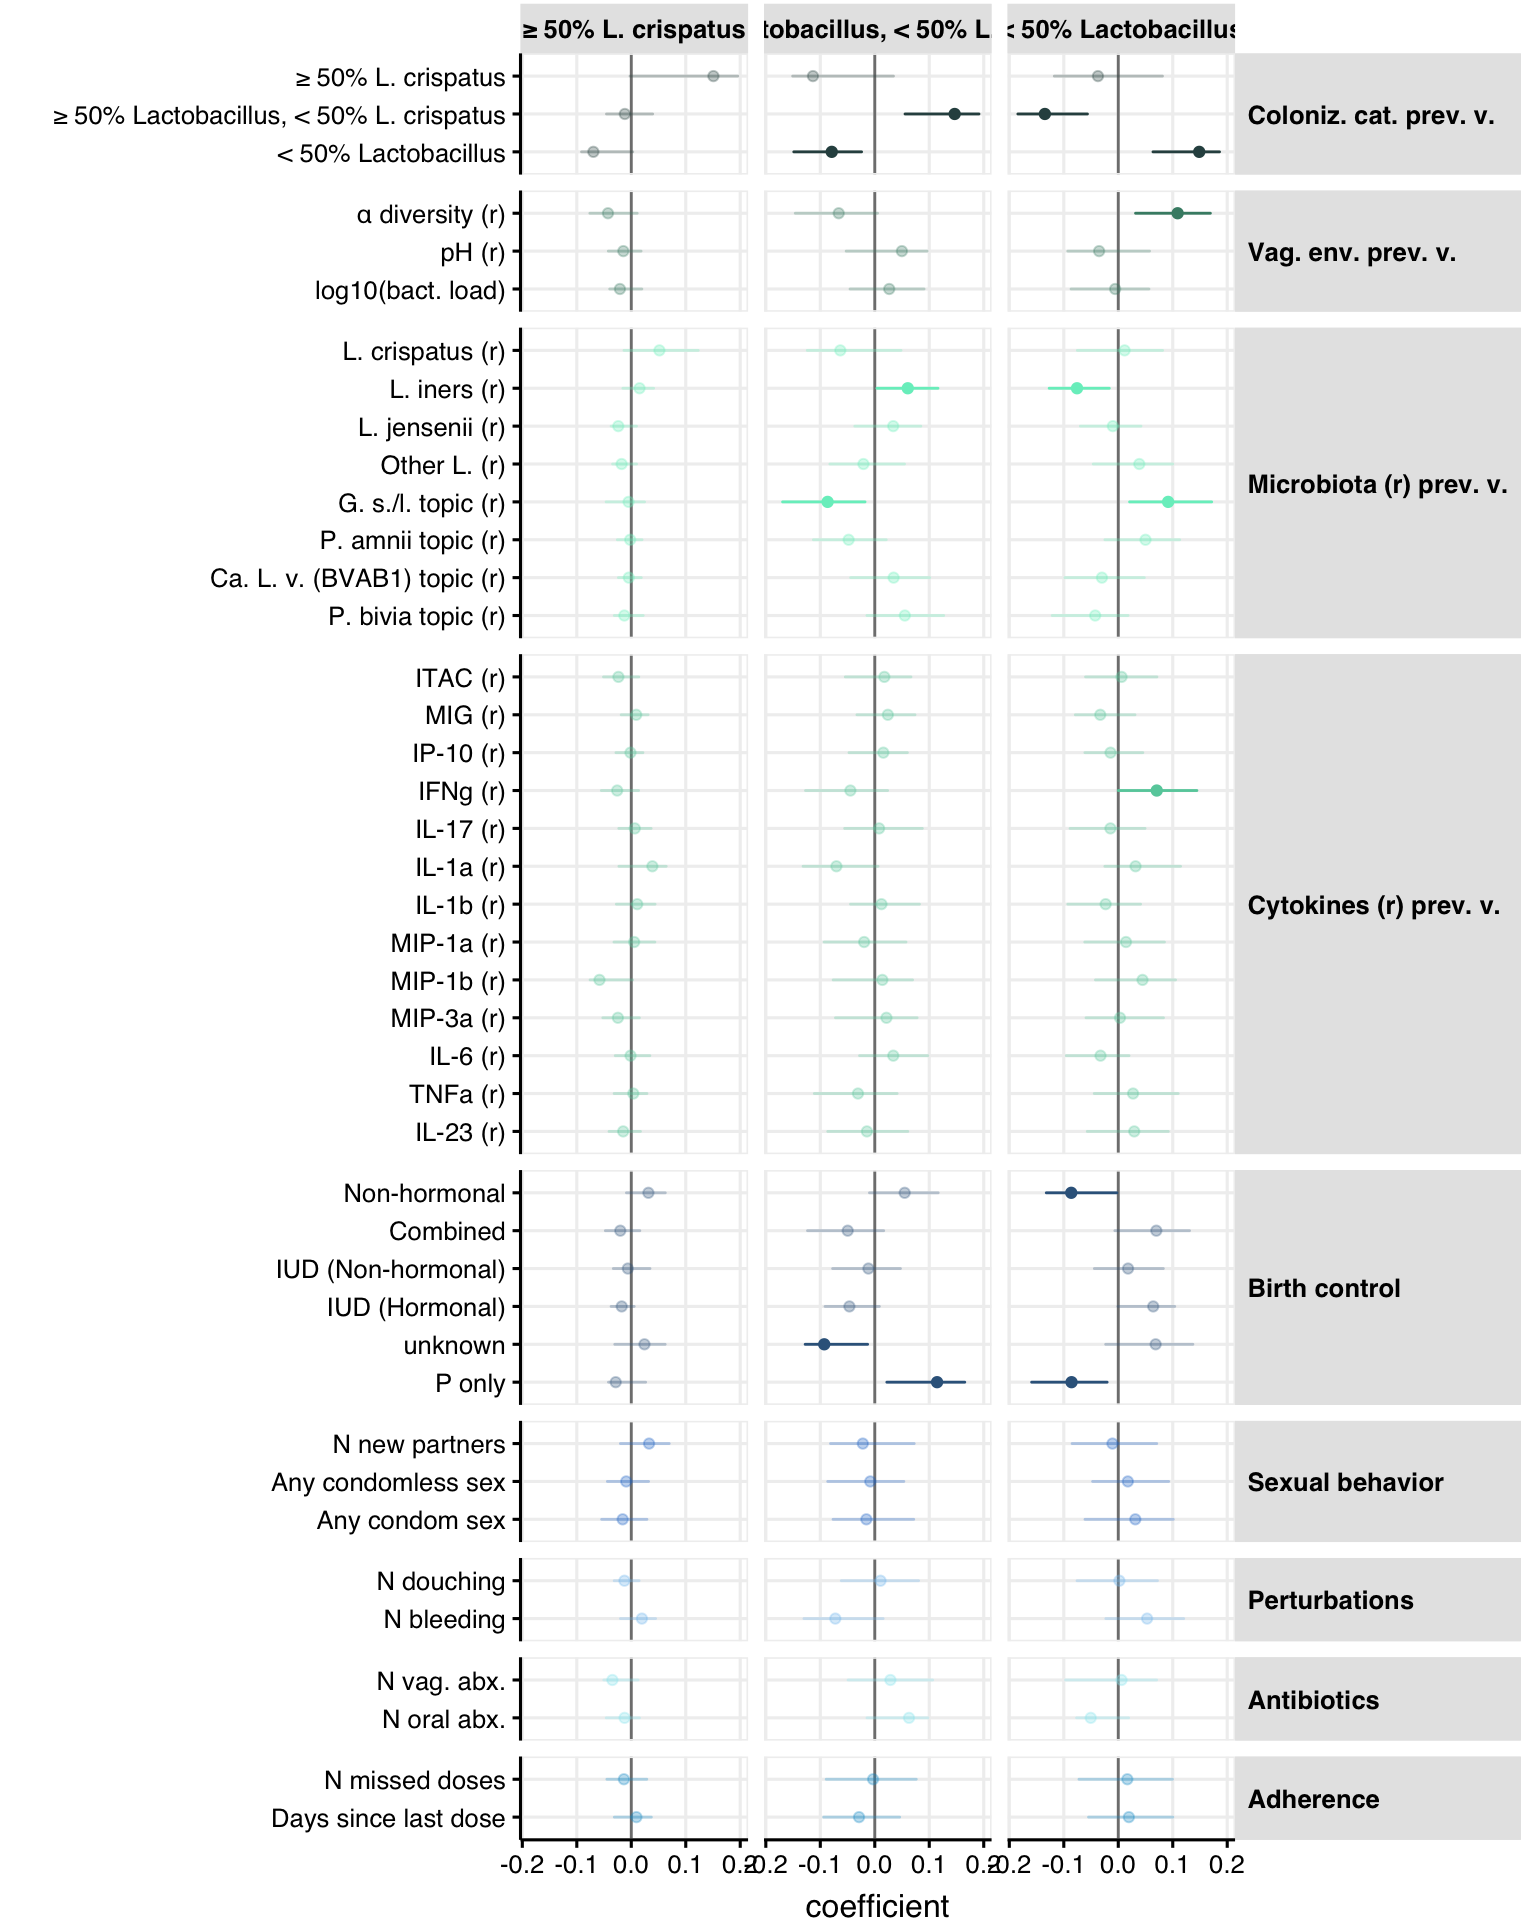 ≥ 50% L. crispatus
tobacillus, < 50% L.
< 50% Lactobacillus
≥ 50% L. crispatus
≥ 50% Lactobacillus, < 50% L. crispatus
< 50% Lactobacillus
Coloniz. cat. prev. v.
α diversity (r)
pH (r)
log10(bact. load)
Vag. env. prev. v.
L. crispatus (r)
L. iners (r)
L. jensenii (r)
Other L. (r)
G. s./l. topic (r)
P. amnii topic (r)
Ca. L. v. (BVAB1) topic (r)
P. bivia topic (r)
Microbiota (r) prev. v.
ITAC (r)
MIG (r)
IP-10 (r)
IFNg (r)
IL-17 (r)
IL-1a (r)
IL-1b (r)
MIP-1a (r)
MIP-1b (r)
MIP-3a (r)
IL-6 (r)
TNFa (r)
IL-23 (r)
Cytokines (r) prev. v.
Non-hormonal
Combined
IUD (Non-hormonal)
IUD (Hormonal)
unknown
P only
Birth control
N new partners
Any condomless sex
Any condom sex
Sexual behavior
N douching
N bleeding
Perturbations
N vag. abx.
N oral abx.
Antibiotics
N missed doses
Days since last dose
Adherence
-0.2 -0.1 0.0 0.1 0.2
-0.2 -0.1 0.0 0.1 0.2
-0.2 -0.1 0.0 0.1 0.2
coefficient